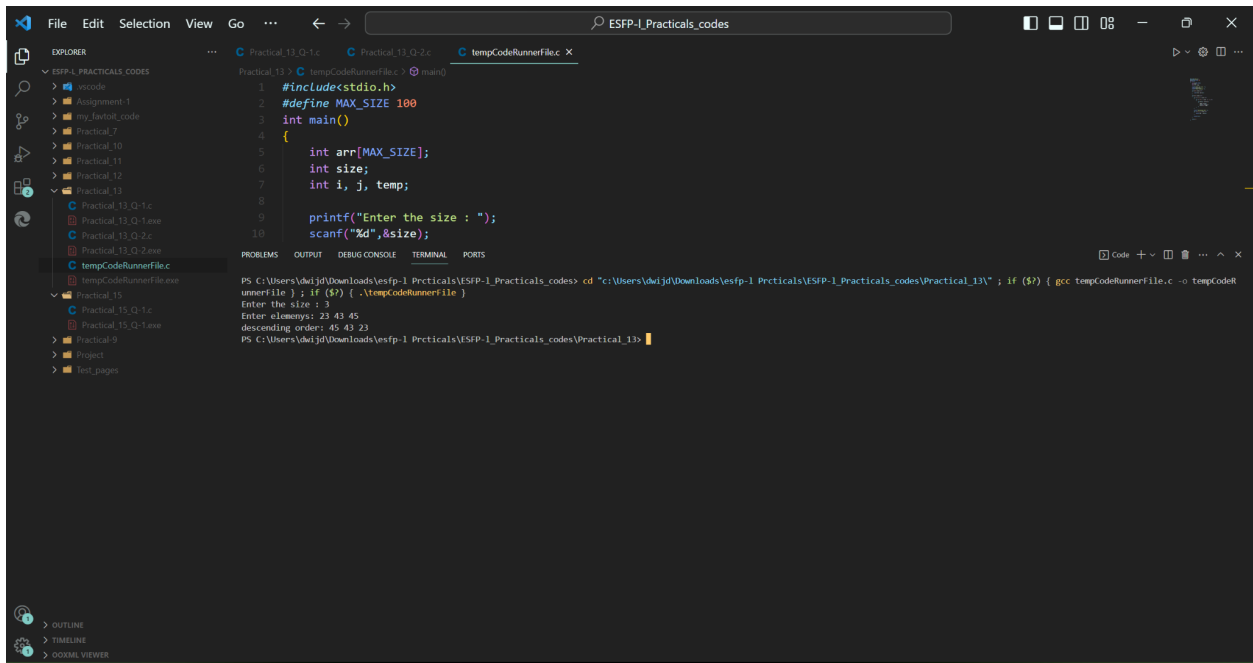 File Edit Selection View Go ··· ESFP-l_Practicals_codes
EXPLORER ···
ESFP-L_PRACTICALS_CODES
.vscode
Assignment-1
my_favtoit_code
Practical_7
Practical_10
Practical_11
Practical_12
Practical_13
C Practical_13_Q-1.c
Practical_13_Q-1.exe
C Practical_13_Q-2.c
Practical_13_Q-2.exe
C tempCodeRunnerFile.c
tempCodeRunnerFile.exe
Practical_15
C Practical_15_Q-1.c
Practical_15_Q-1.exe
Practical-9
Project
Test_pages
OUTLINE
TIMELINE
OOXML VIEWER
2
1
1
C Practical_13_Q-1.c C Practical_13_Q-2.c C tempCodeRunnerFile.c
Practical_13 > C tempCodeRunnerFile.c > main()
1 #include<stdio.h>
2 #define MAX_SIZE 100
3 int main()
4 {
5 int arr[MAX_SIZE];
6 int size;
7 int i, j, temp;
8
9 printf("Enter the size : ");
10 scanf("%d",&size);
PROBLEMS OUTPUT DEBUG CONSOLE TERMINAL PORTS Code
PS C:\Users\dwijd\Downloads\esfp-l Prcticals\ESFP-l_Practicals_codes> cd "c:\Users\dwijd\Downloads\esfp-l Prcticals\ESFP-l_Practicals_codes\Practical_13\" ; if ($?) { gcc tempCodeRunnerFile.c -o tempCodeR
unnerFile } ; if ($?) { .\tempCodeRunnerFile }
Enter the size : 3
Enter elemenys: 23 43 45
descending order: 45 43 23
PS C:\Users\dwijd\Downloads\esfp-l Prcticals\ESFP-l_Practicals_codes\Practical_13>